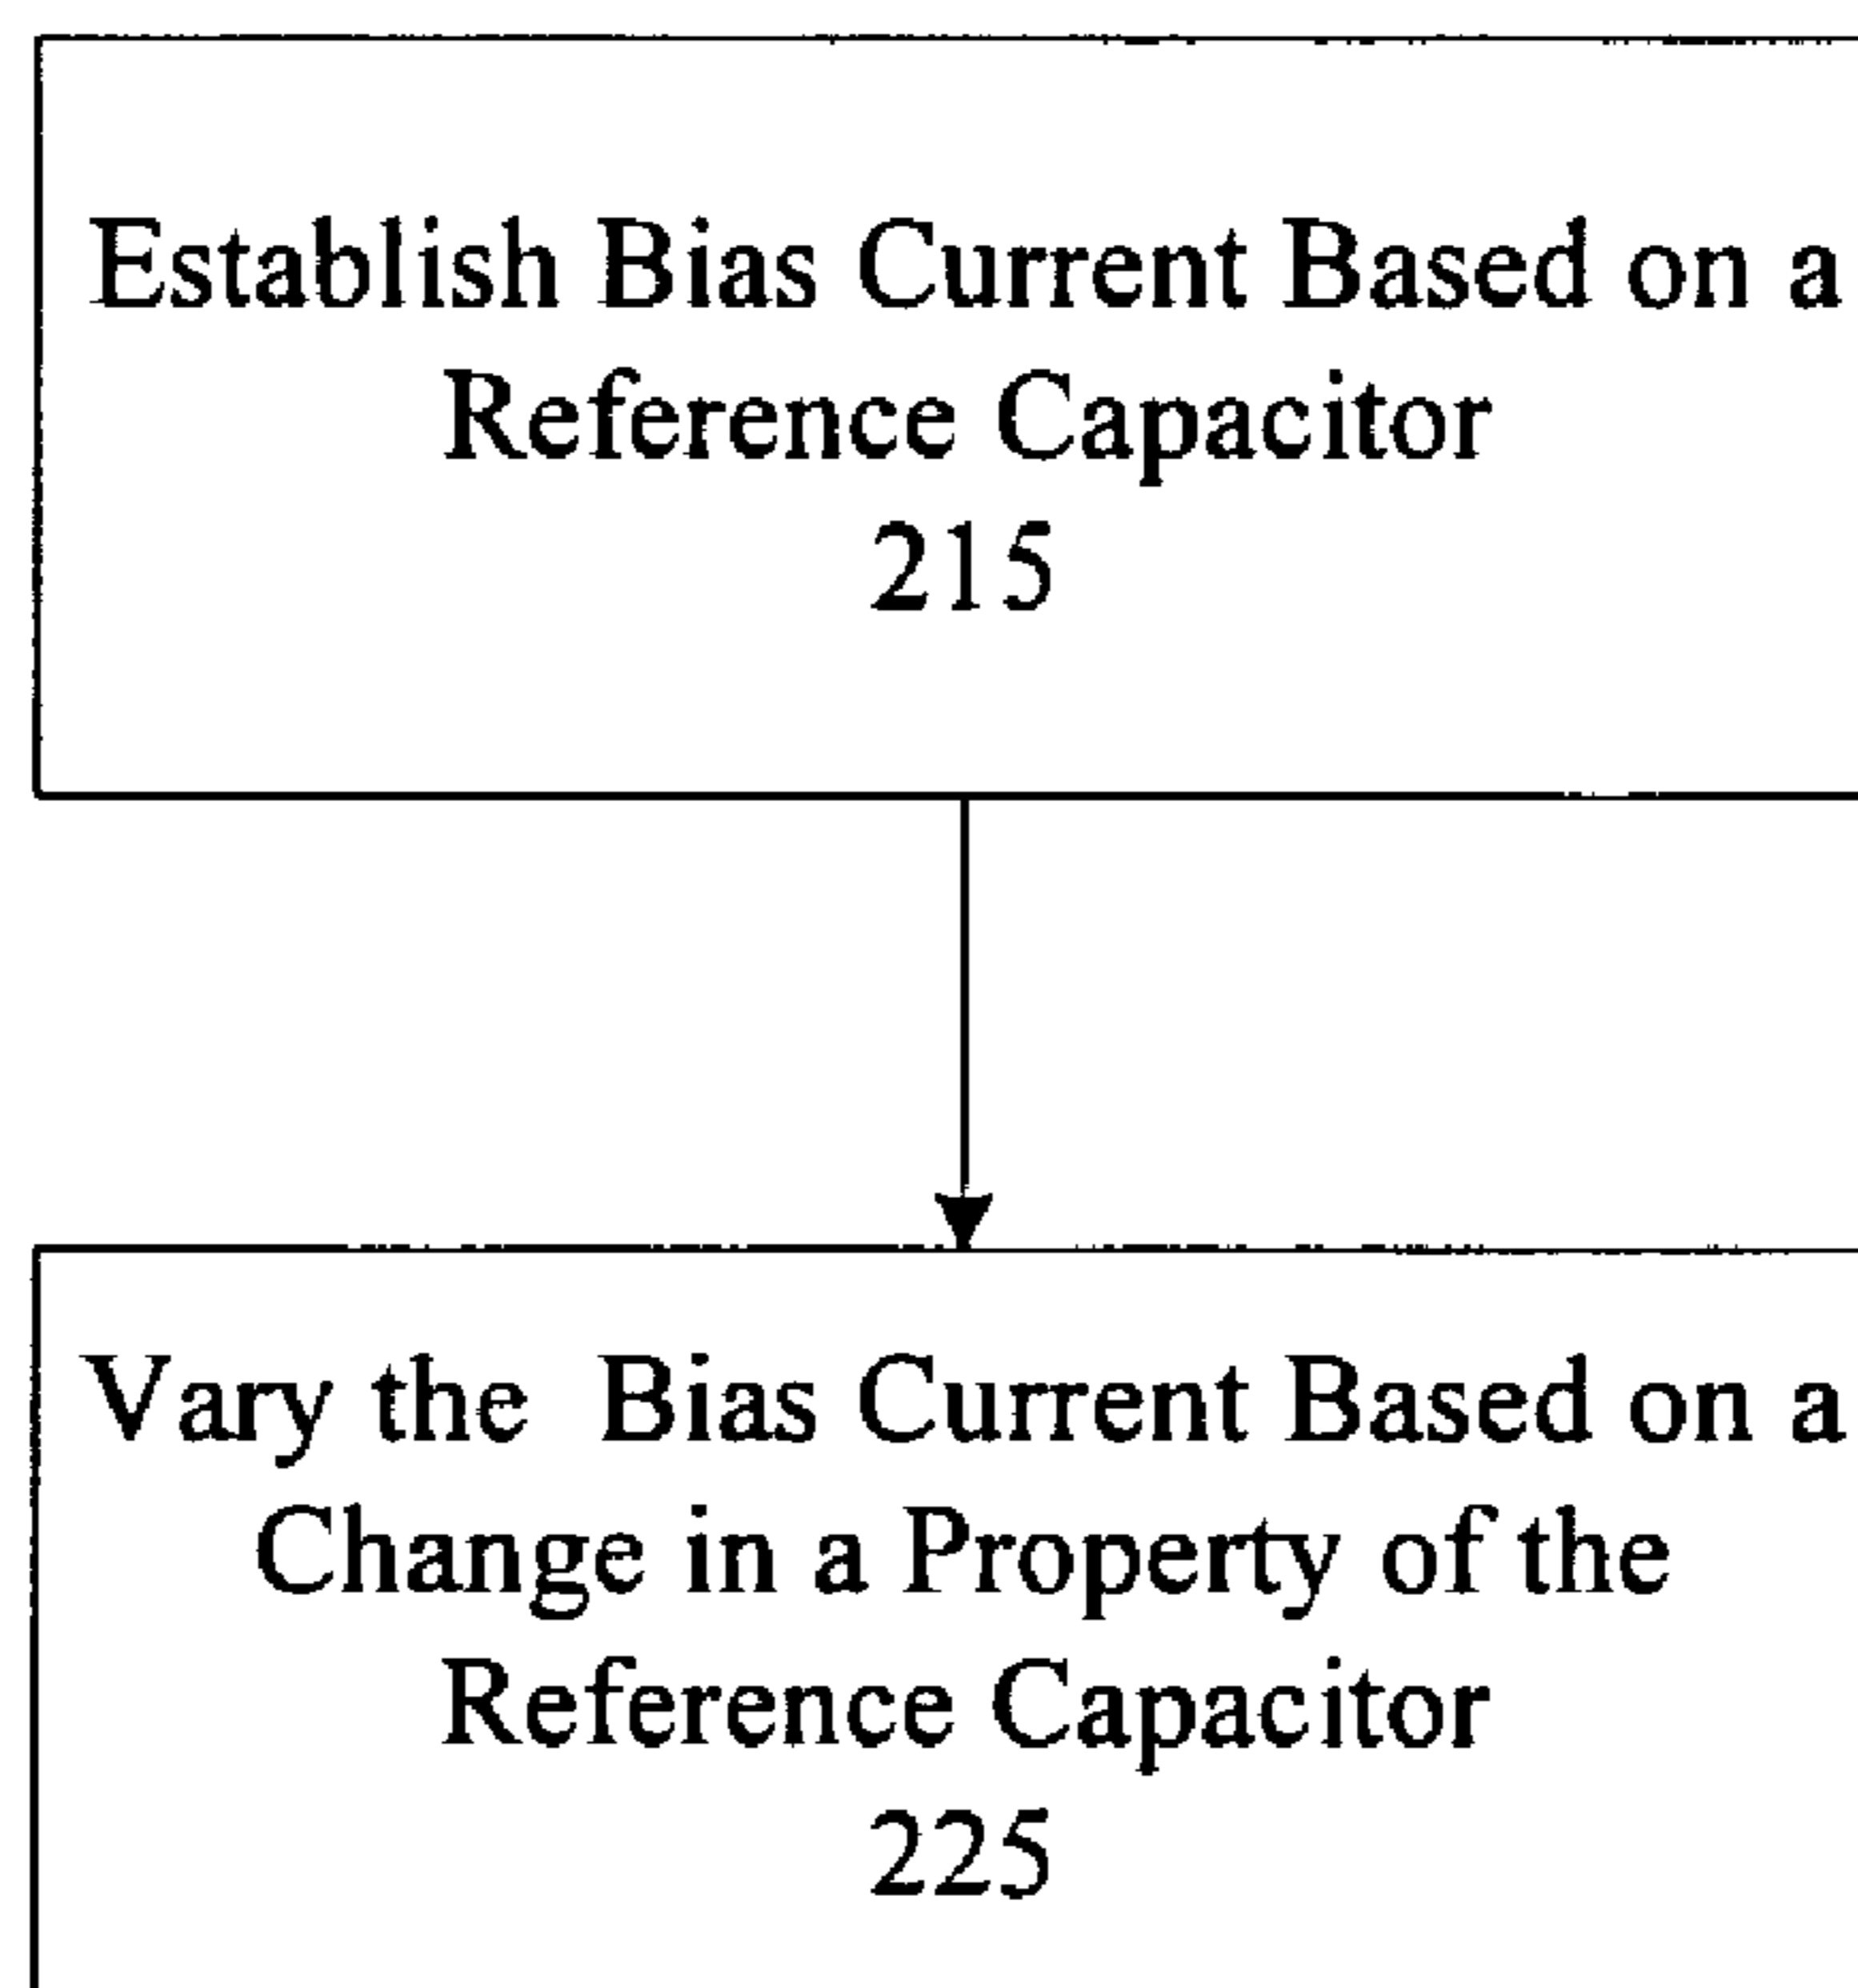 Establish Bias Current Based on a
Reference Capacitor
215
Vary the Bias Current Based on a
Change in a Property of the
Reference Capacitor
225